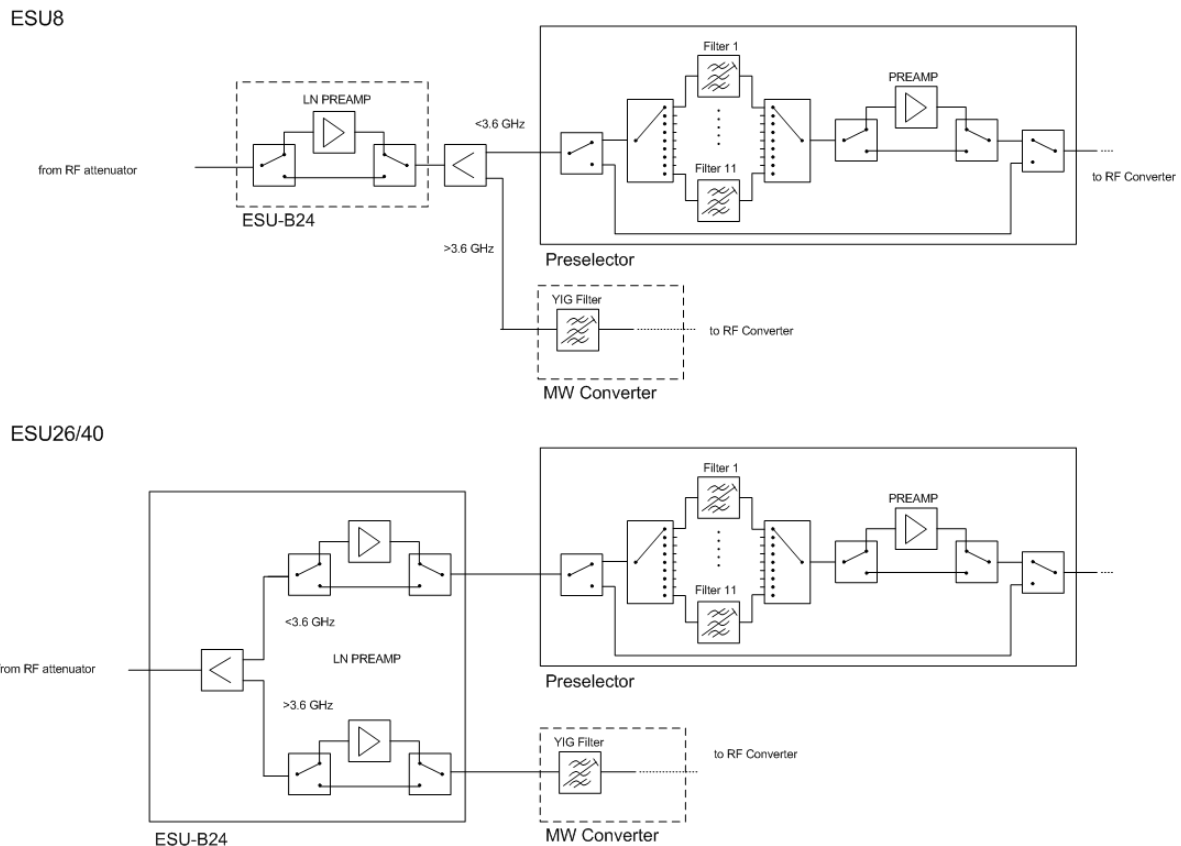 ESU8
Filter 1
PREAMP
LN PREAMP
<3.6 GHz
from RF attenuator
Filter 11
to RF Converter
ESU-B24
>3.6 GHz
Preselector
YIG Filter
to RF Converter
MW Converter
ESU26/40
Filter 1
PREAMP
Filter 11
<3.6 GHz
LN PREAMP
from RF attenuator
Preselector
>3.6 GHz
YIG Filter
to RF Converter
ESU-B24
MW Converter